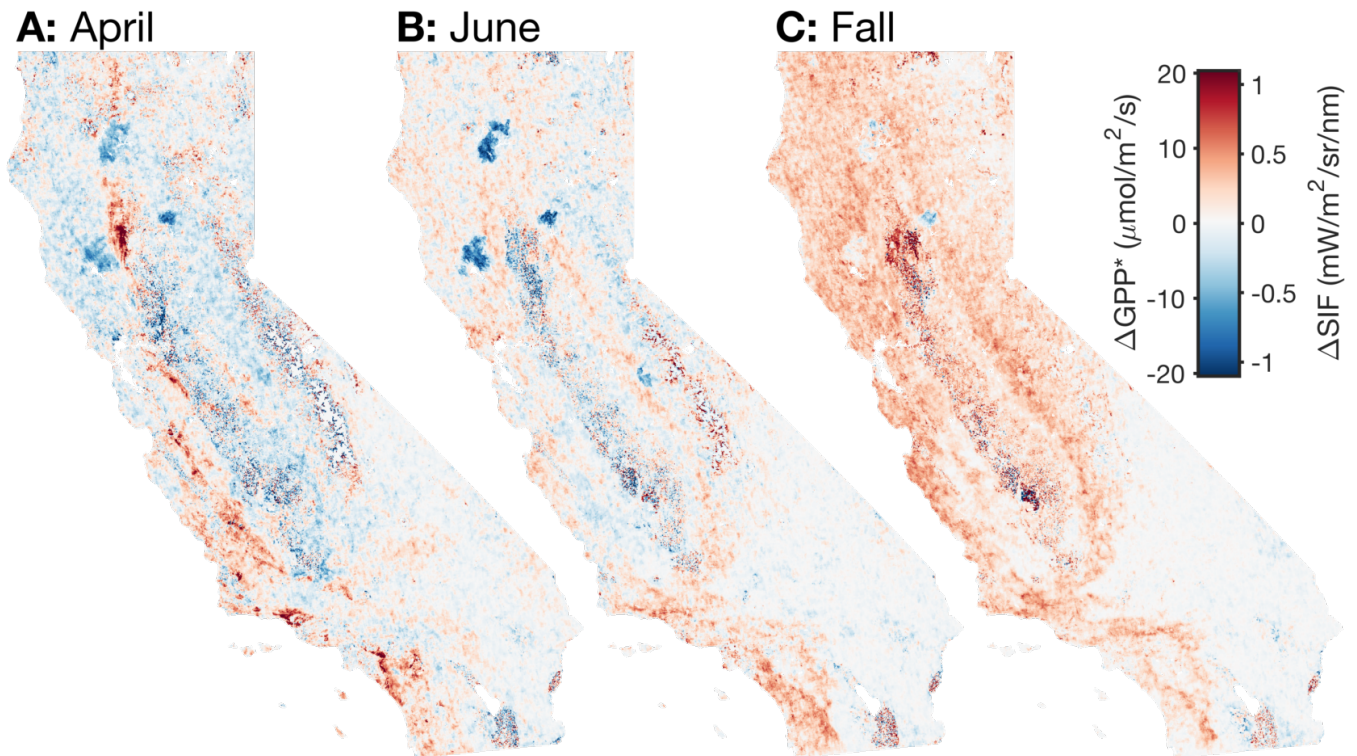 A: April
B: June
C: Fall
ΔGPP* (μmol/m²/s)
20
10
0
-10
-20
1
0.5
0
-0.5
-1
ΔSIF (mW/m²/sr/nm)